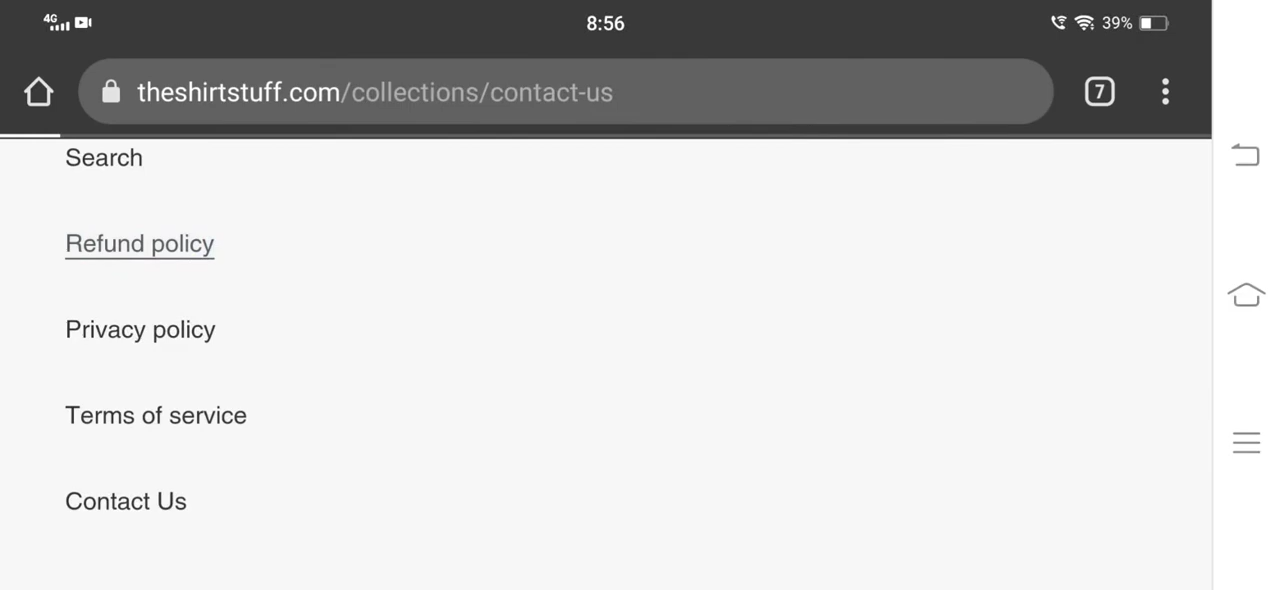 4G 8:56 39%
theshirtstuff.com/collections/contact-us 7
Search
Refund policy
Privacy policy
Terms of service
Contact Us